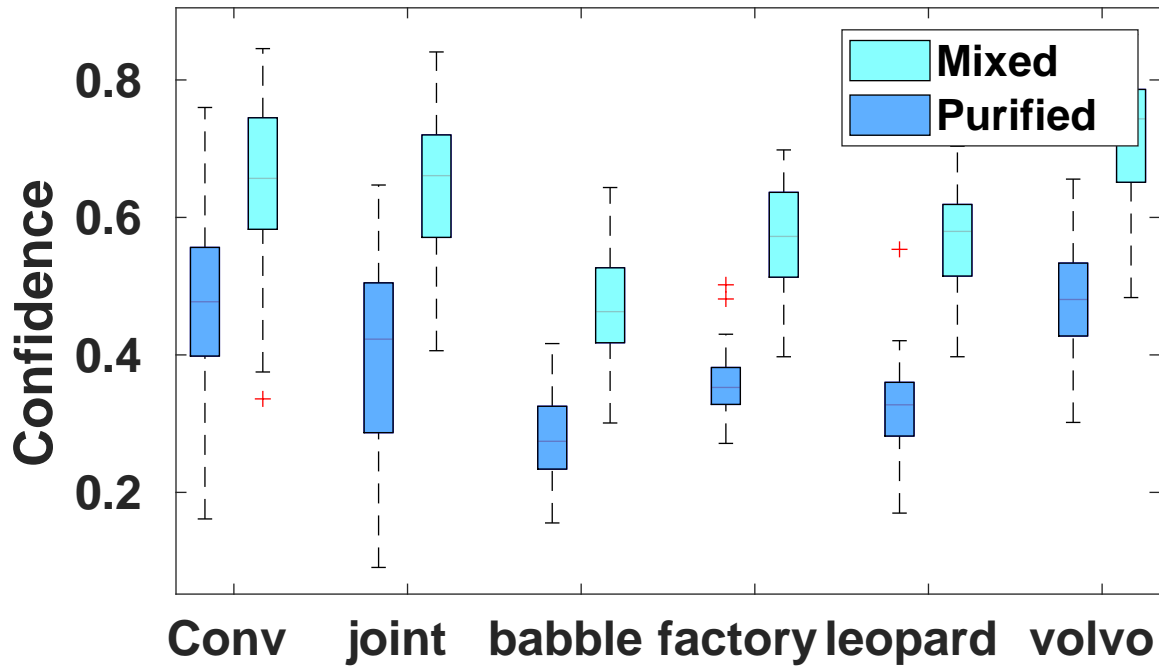 Mixed
Purified
Confidence
0.8
0.6
0.4
0.2
Conv joint babble factory leopard volvo